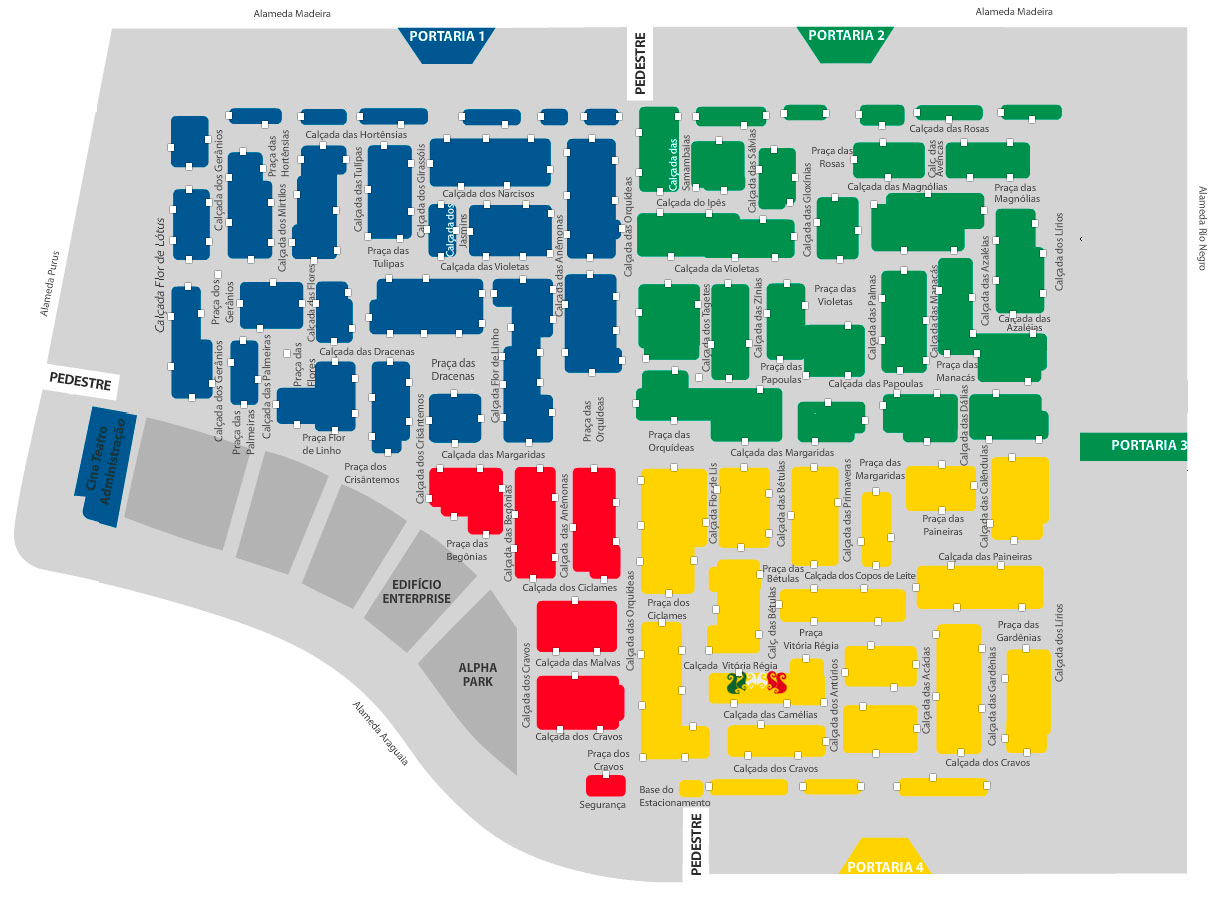 Alameda Madeira
Alameda Madeira
PORTARIA 1
PEDESTRE
PORTARIA 2
Calçada das Hortênsias
Calçada das Rosas
Calçada dos Gerânios
Praça das
Hortênsias
Calçada das Tulipas
Calçada dos Girassóis
Calçada das
Samambaias
Calçada das Sálvias
Praça das
Rosas
Calç. das
Avencas
Calçada dos Narcisos
Calçada do Ipês
Calçada das Magnólias
Praça das
Magnólias
Calçada dos Mirtilos
Calçada dos
Jasmins
Calçada das Anêmonas
Calçada das Orquídeas
Calçada das Gloxínias
Calçada dos Lírios
Alameda Rio Negro
Calçada Flor de Lótus
Alameda Purus
Praça das
Tulipas
Calçada das Violetas
Calçada da Violetas
Calçada das Azaléias
Praça dos
Gerânios
Calçada das Flores
Calçada dos Tagetes
Calçada das Zínias
Praça das
Violetas
Calçada das Palmas
Calçada das Manacás
Calçada das
Azaléias
Calçada das Palmeiras
Praça das
Flores
Calçada das Dracenas
Praça das
Dracenas
Calçada Flor de Linho
Praça das
Papoulas
Calçada das Papoulas
Praça das
Manacás
PEDESTRE
Cine Teatro
Administração
Calçada dos Gerânios
Praça das
Palmeiras
Praça Flor
de Linho
Praça dos
Crisântemos
Calçada dos Crisântemos
Calçada das Margaridas
Praça das
Orquídeas
Praça das
Orquídeas
Calçada das Margaridas
Calçada das Dálias
PORTARIA 3
Praça das
Begônias
Calçada das Begônias
Calçada das Anêmonas
Calçada Flor de Lis
Calçada das Bétulas
Calçada das Primaveras
Praça das
Margaridas
Praça das
Paineiras
Calçada das Calêndulas
Calçada das Paineiras
EDIFÍCIO
ENTERPRISE
Calçada dos Ciclames
Calçada das Orquídeas
Praça dos
Ciclames
Praça das
Bétulas
Calçada dos Copos de Leite
Calç. das Bétulas
Praça
Vitória Régia
Praça das
Gardênias
Calçada dos Lírios
ALPHA
PARK
Calçada dos Cravos
Calçada das Malvas
Calçada Vitória Régia
Calçada dos Antúrios
Calçada das Acácias
Calçada das Gardênias
Calçada das Camélias
Alameda Araguaia
Calçada dos Cravos
Praça dos
Cravos
Calçada dos Cravos
Calçada dos Cravos
Segurança
Base do
Estacionamento
PEDESTRE
PORTARIA 4